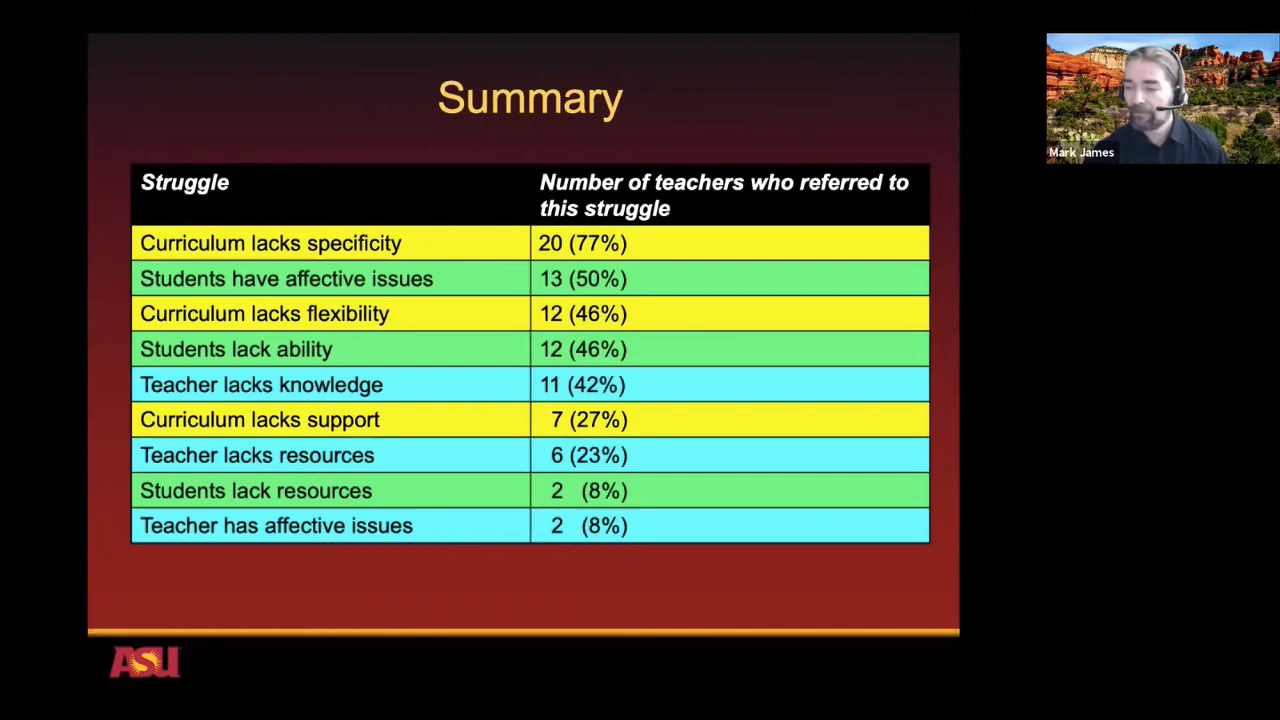 Summary
Struggle
Number of teachers who referred to
this struggle
Curriculum lacks specificity
20 (77%)
Students have affective issues
13 (50%)
Curriculum lacks flexibility
12 (46%)
Students lack ability
12 (46%)
Teacher lacks knowledge
11 (42%)
Curriculum lacks support
7 (27%)
Teacher lacks resources
6 (23%)
Students lack resources
2 (8%)
Teacher has affective issues
2 (8%)
ASU
Mark James